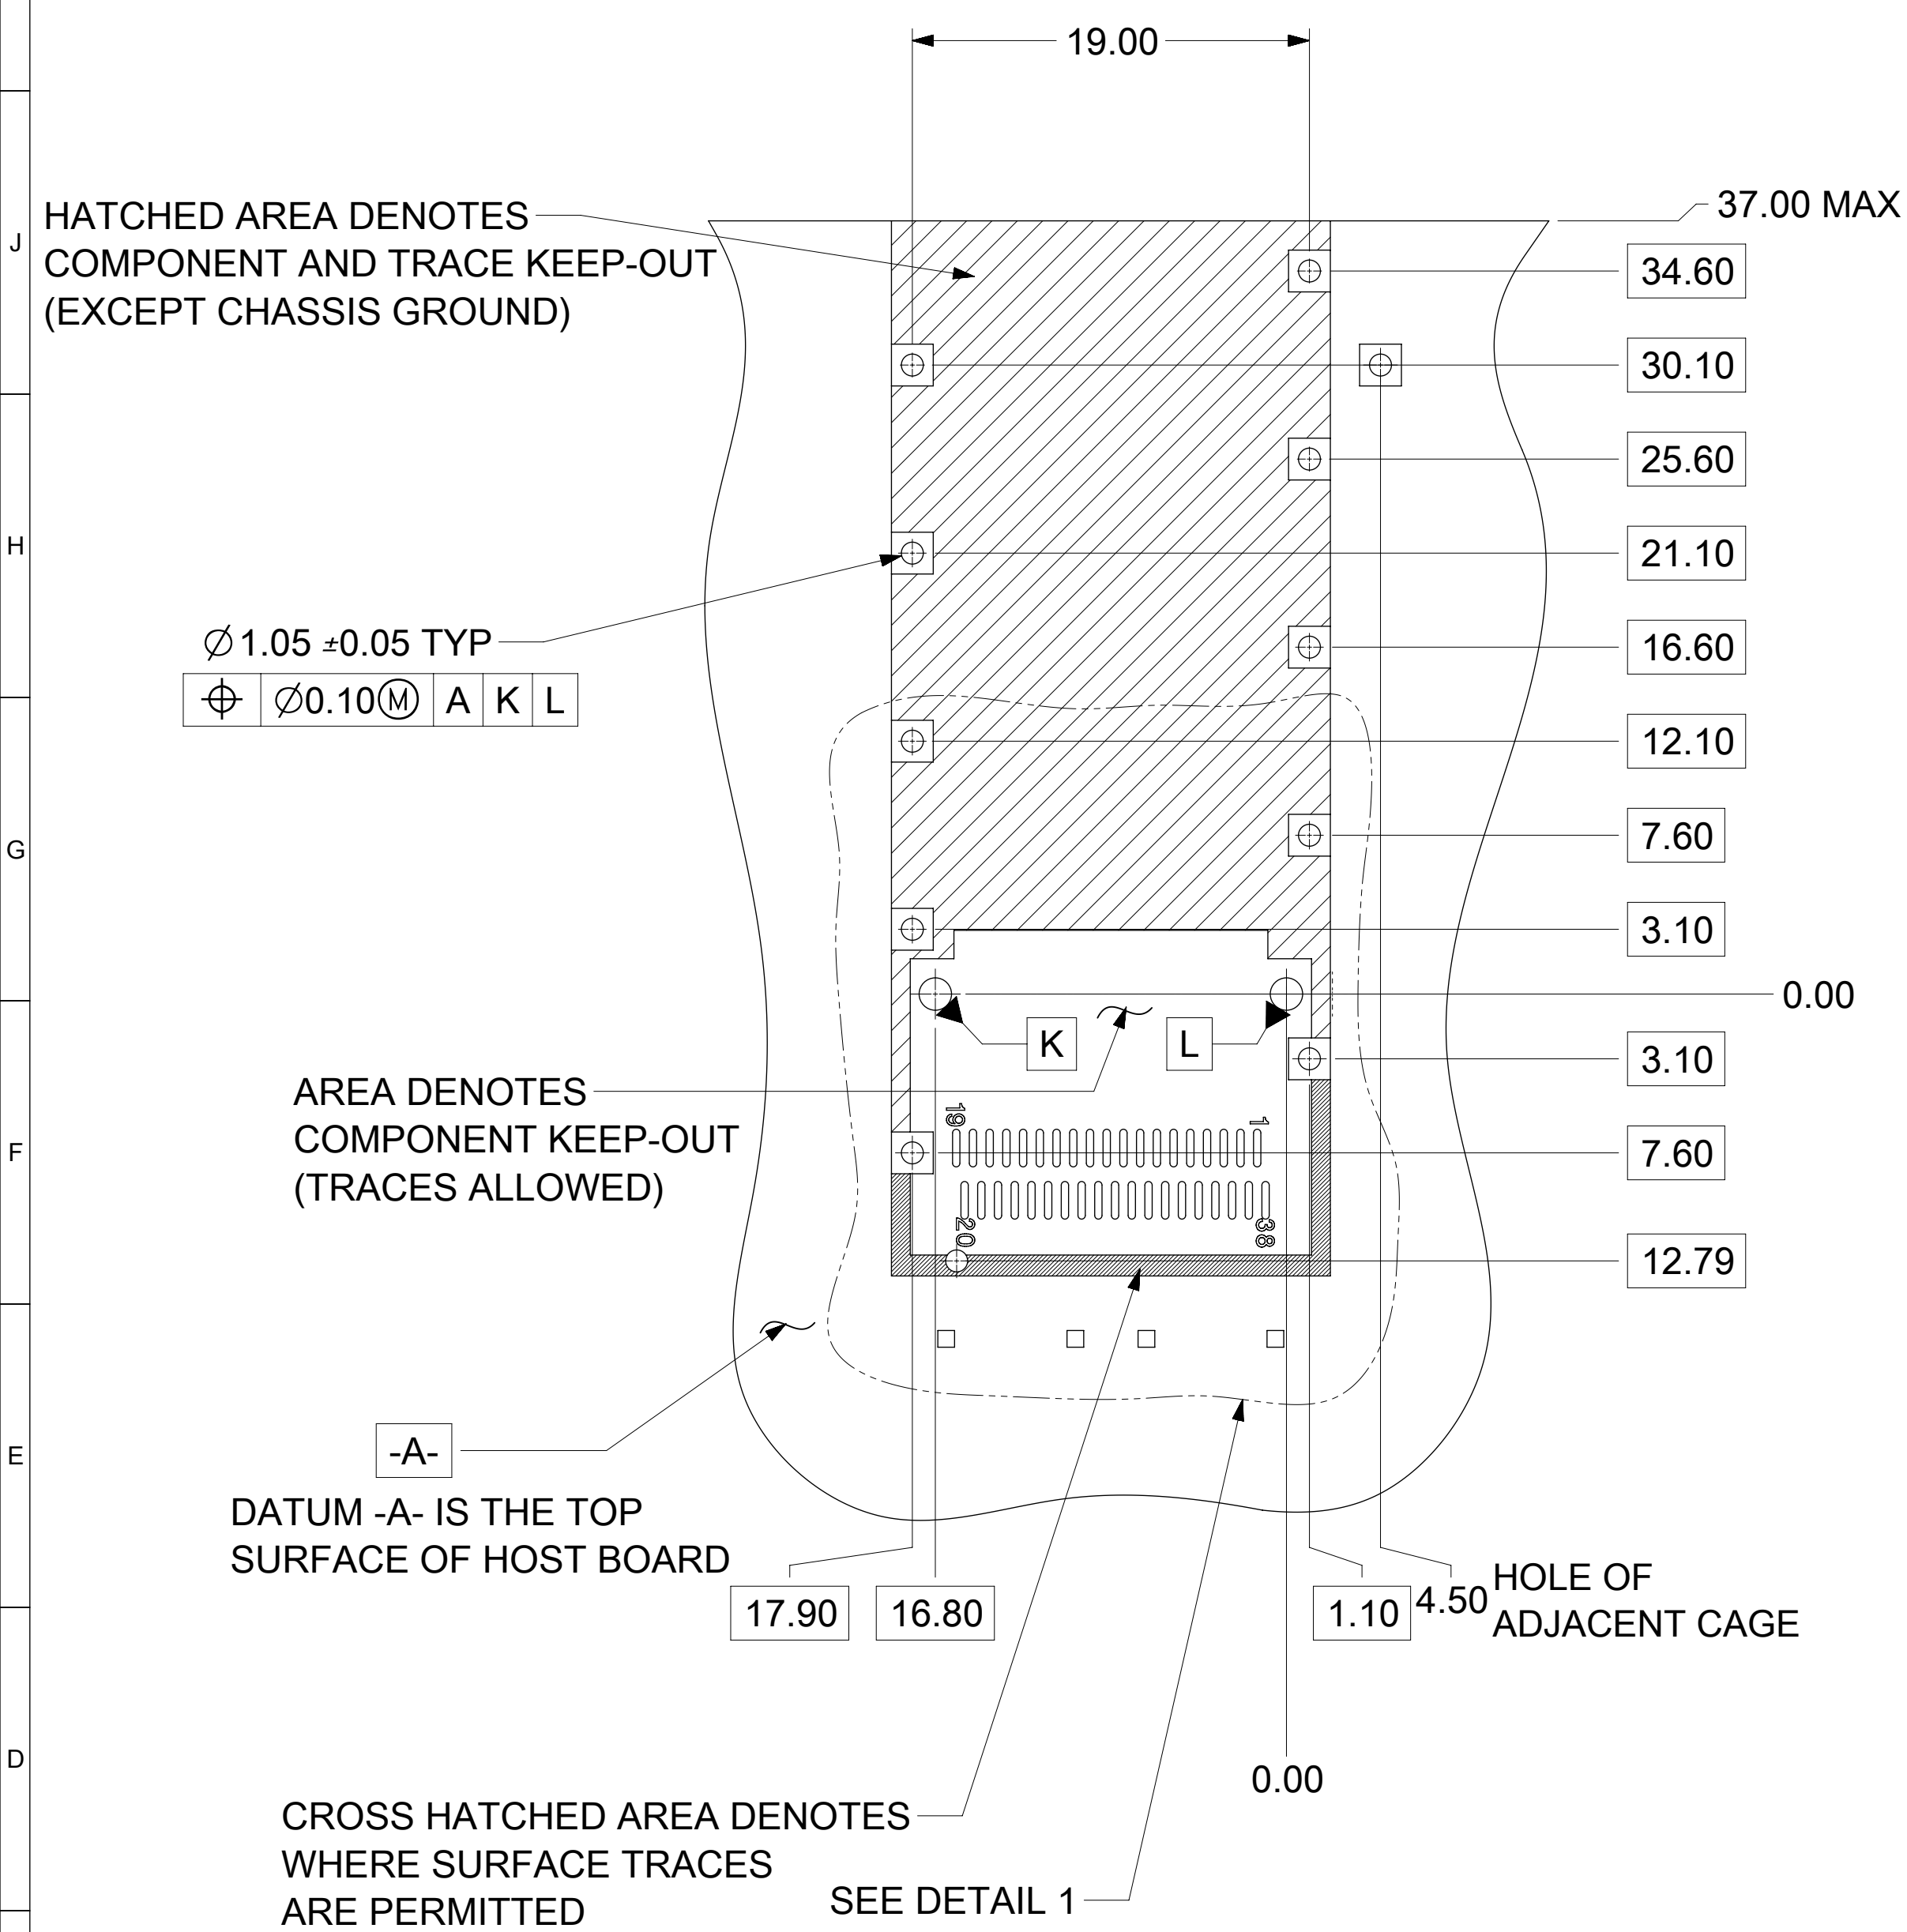 19.00
37.00 MAX
HATCHED AREA DENOTES
COMPONENT AND TRACE KEEP-OUT
(EXCEPT CHASSIS GROUND)
J
34.60
30.10
25.60
H
21.10
⌀1.05 ±0.05 TYP
⌖ ⌀0.10Ⓜ A K L
16.60
12.10
G
7.60
3.10
0.00
K
L
3.10
AREA DENOTES
COMPONENT KEEP-OUT
(TRACES ALLOWED)
19
1
F
7.60
20
38
12.79
E
-A-
DATUM -A- IS THE TOP
SURFACE OF HOST BOARD
17.90
16.80
1.10
4.50
HOLE OF
ADJACENT CAGE
D
0.00
CROSS HATCHED AREA DENOTES
WHERE SURFACE TRACES
ARE PERMITTED
SEE DETAIL 1